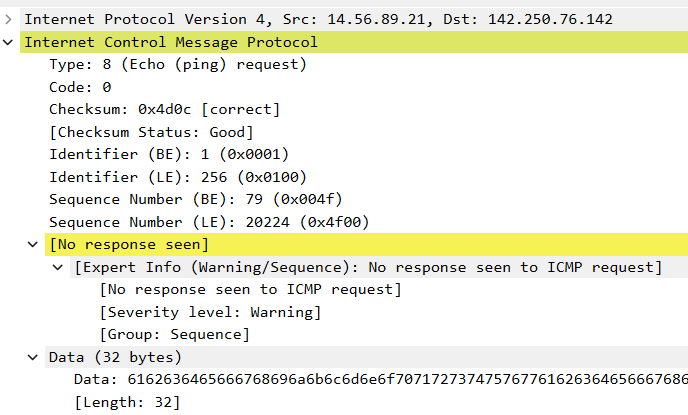 Internet Protocol Version 4, Src: 14.56.89.21, Dst: 142.250.76.142
Internet Control Message Protocol
Type: 8 (Echo (ping) request)
Code: 0
Checksum: 0x4d0c [correct]
[Checksum Status: Good]
Identifier (BE): 1 (0x0001)
Identifier (LE): 256 (0x0100)
Sequence Number (BE): 79 (0x004f)
Sequence Number (LE): 20224 (0x4f00)
[No response seen]
[Expert Info (Warning/Sequence): No response seen to ICMP request]
[No response seen to ICMP request]
[Severity level: Warning]
[Group: Sequence]
Data (32 bytes)
Data: 6162636465666768696a6b6c6d6e6f7071727374757677616263646566676869
[Length: 32]